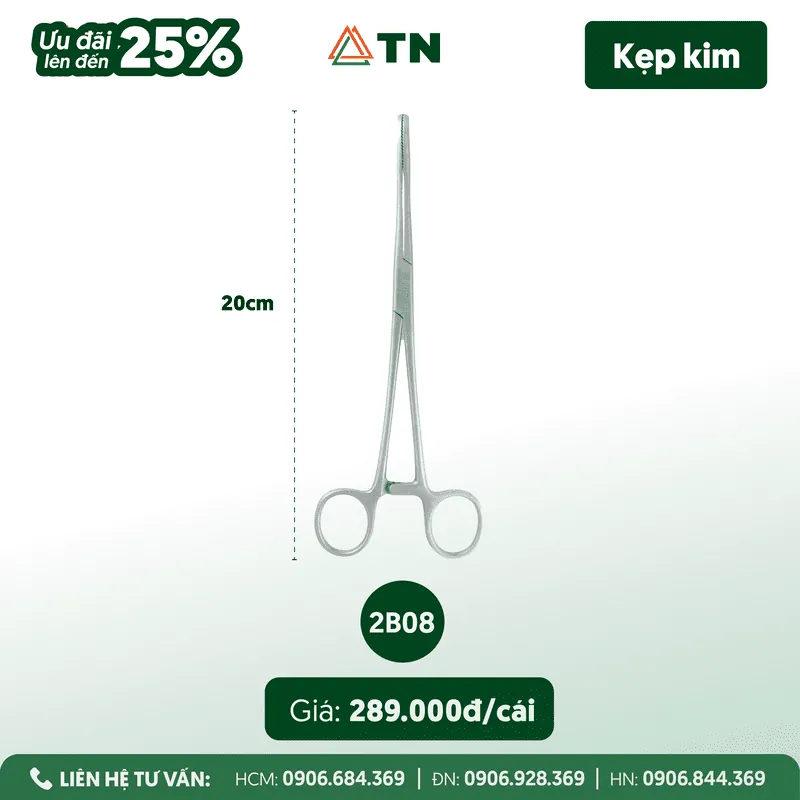 Ưu đãi
lên đến 25%
TN
Kẹp kim
20cm
2B08
Giá: 289.000đ/cái
LIÊN HỆ TƯ VẤN: HCM: 0906.684.369 | ĐN: 0906.928.369 | HN: 0906.844.369